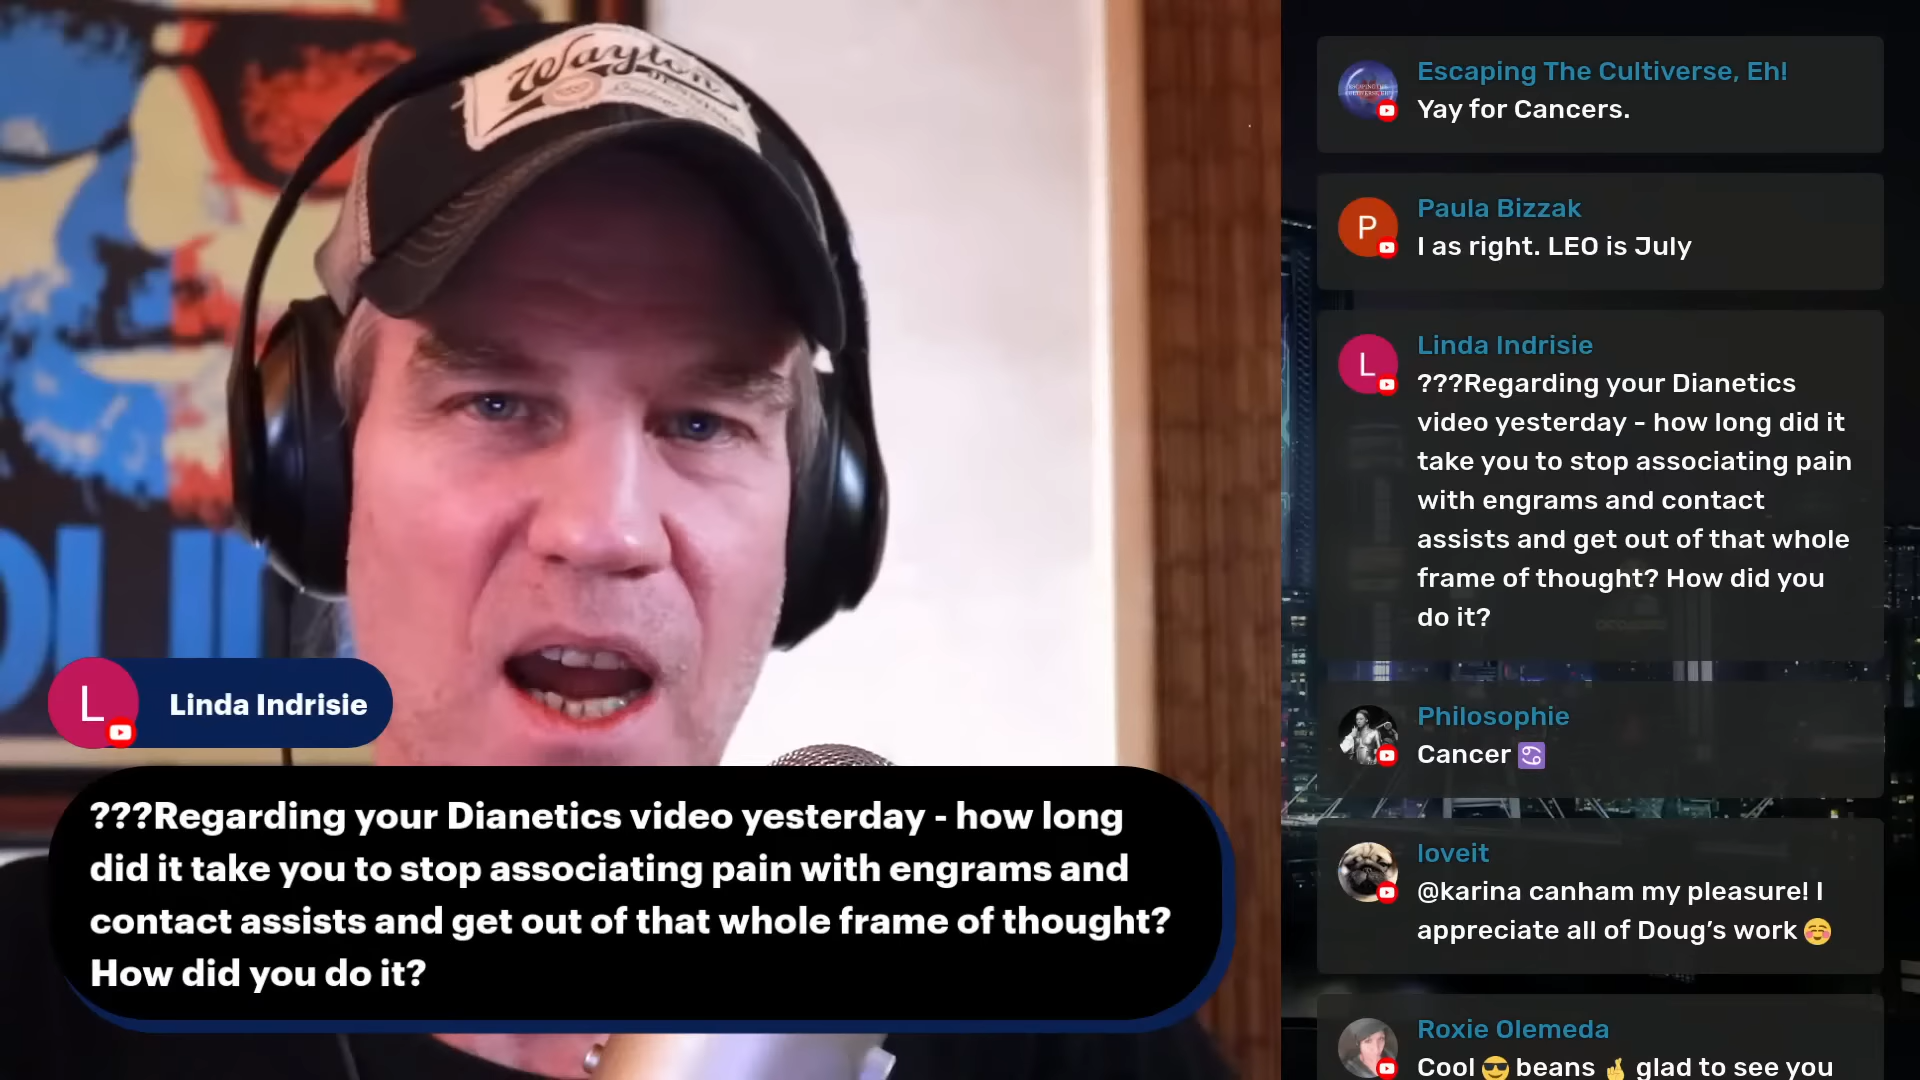 Waylon
Escaping The Cultiverse, Eh!
Yay for Cancers.
P
Paula Bizzak
I as right. LEO is July
L
Linda Indrisie
???Regarding your Dianetics
video yesterday - how long did it
take you to stop associating pain
with engrams and contact
assists and get out of that whole
frame of thought? How did you
do it?
Philosophie
Cancer ♋
loveit
@karina canham my pleasure! I
appreciate all of Doug’s work ☺️
Roxie Olemeda
Cool 😎 beans 🤞 glad to see you
L
Linda Indrisie
???Regarding your Dianetics video yesterday - how long
did it take you to stop associating pain with engrams and
contact assists and get out of that whole frame of thought?
How did you do it?